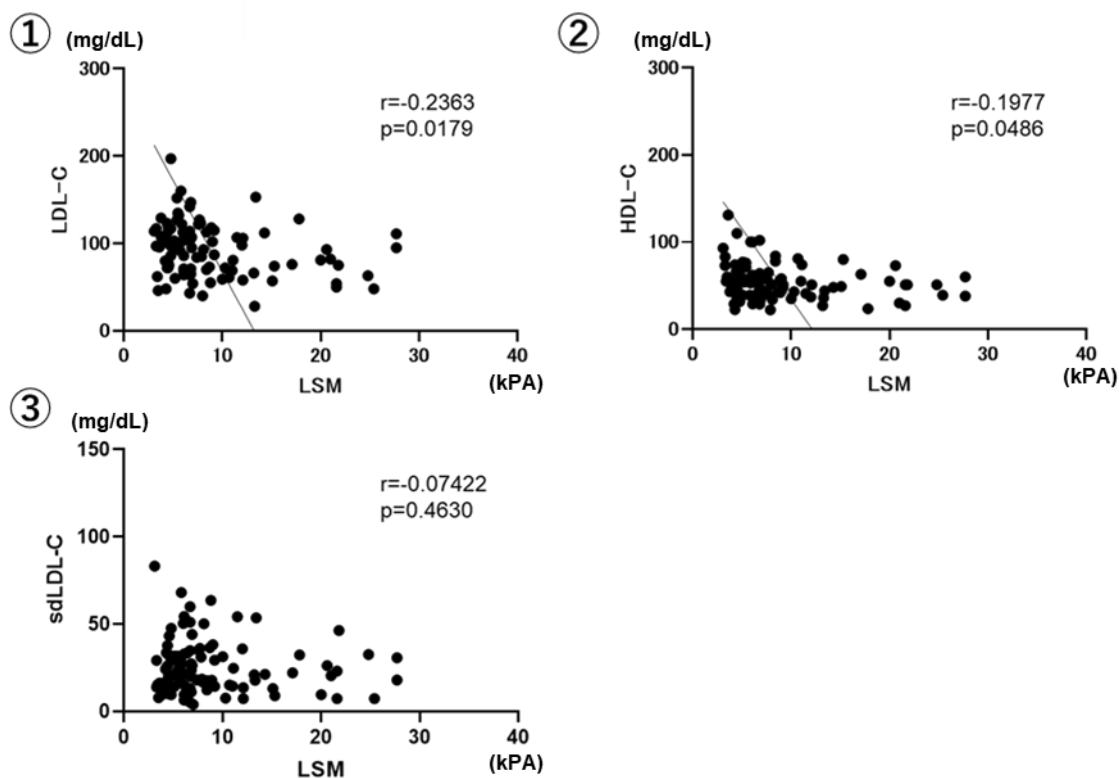 ① (mg/dL)
300
200
100
0
LDL-C
r=-0.2363
p=0.0179
0 10 20 30 40
LSM (kPA)
② (mg/dL)
300
200
100
0
HDL-C
r=-0.1977
p=0.0486
0 10 20 30 40
LSM (kPA)
③ (mg/dL)
150
100
50
0
sdLDL-C
r=-0.07422
p=0.4630
0 10 20 30 40
LSM (kPA)